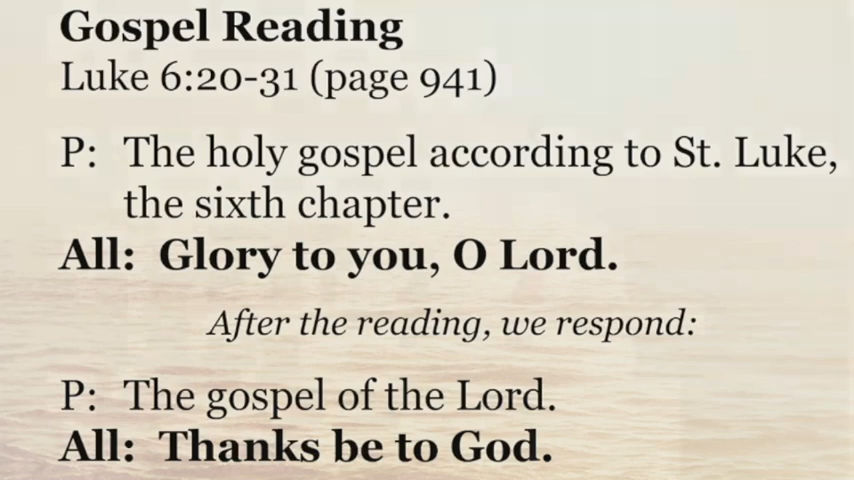 Gospel Reading
Luke 6:20-31 (page 941)
P: The holy gospel according to St. Luke,
the sixth chapter.
All: Glory to you, O Lord.
After the reading, we respond:
P: The gospel of the Lord.
All: Thanks be to God.